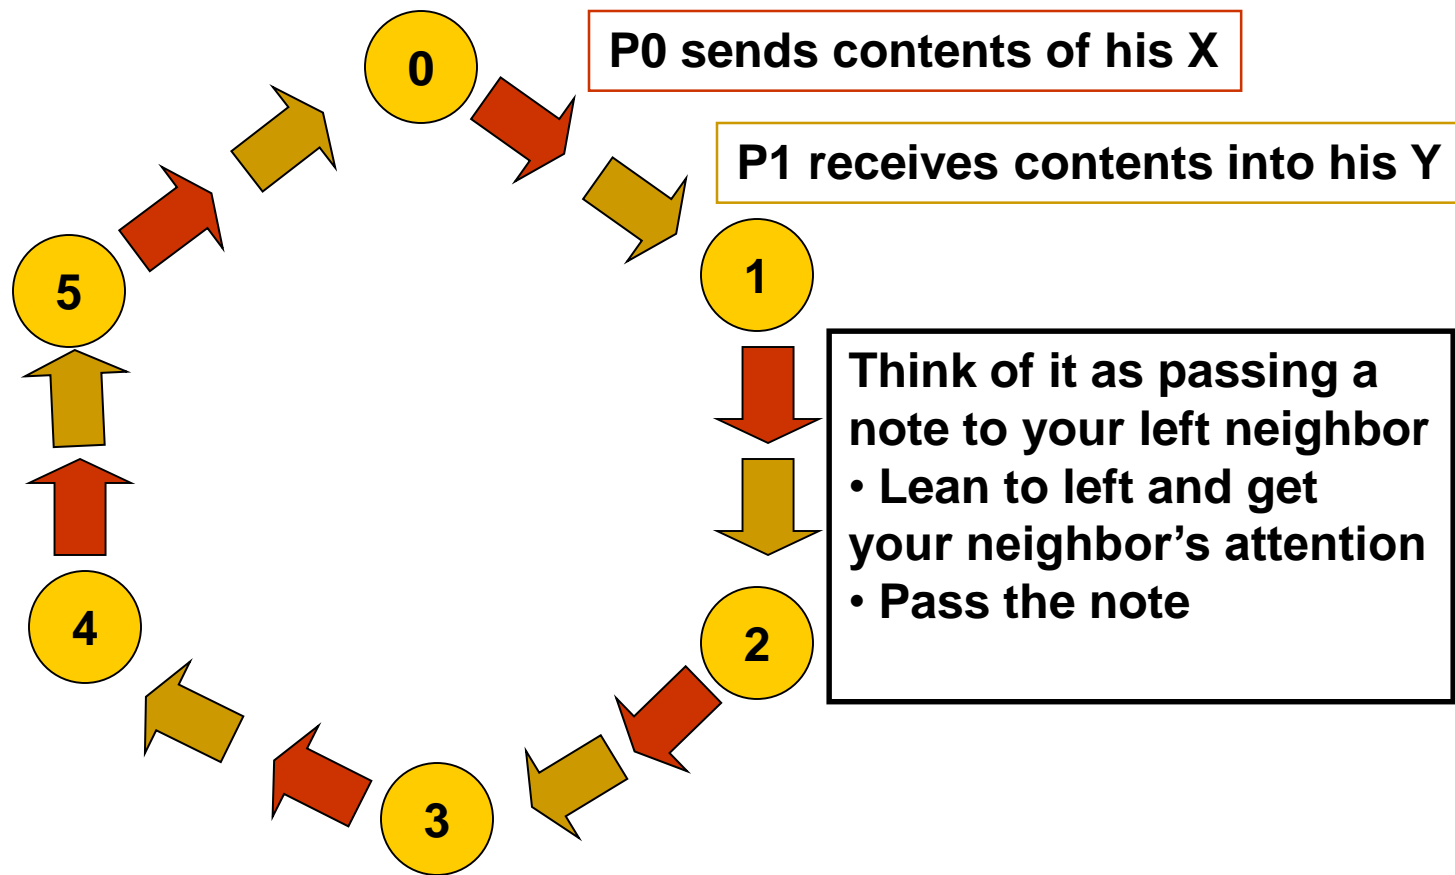 0
P0 sends contents of his X
P1 receives contents into his Y
1
5
Think of it as passing a
note to your left neighbor
• Lean to left and get
your neighbor’s attention
• Pass the note
4
2
3